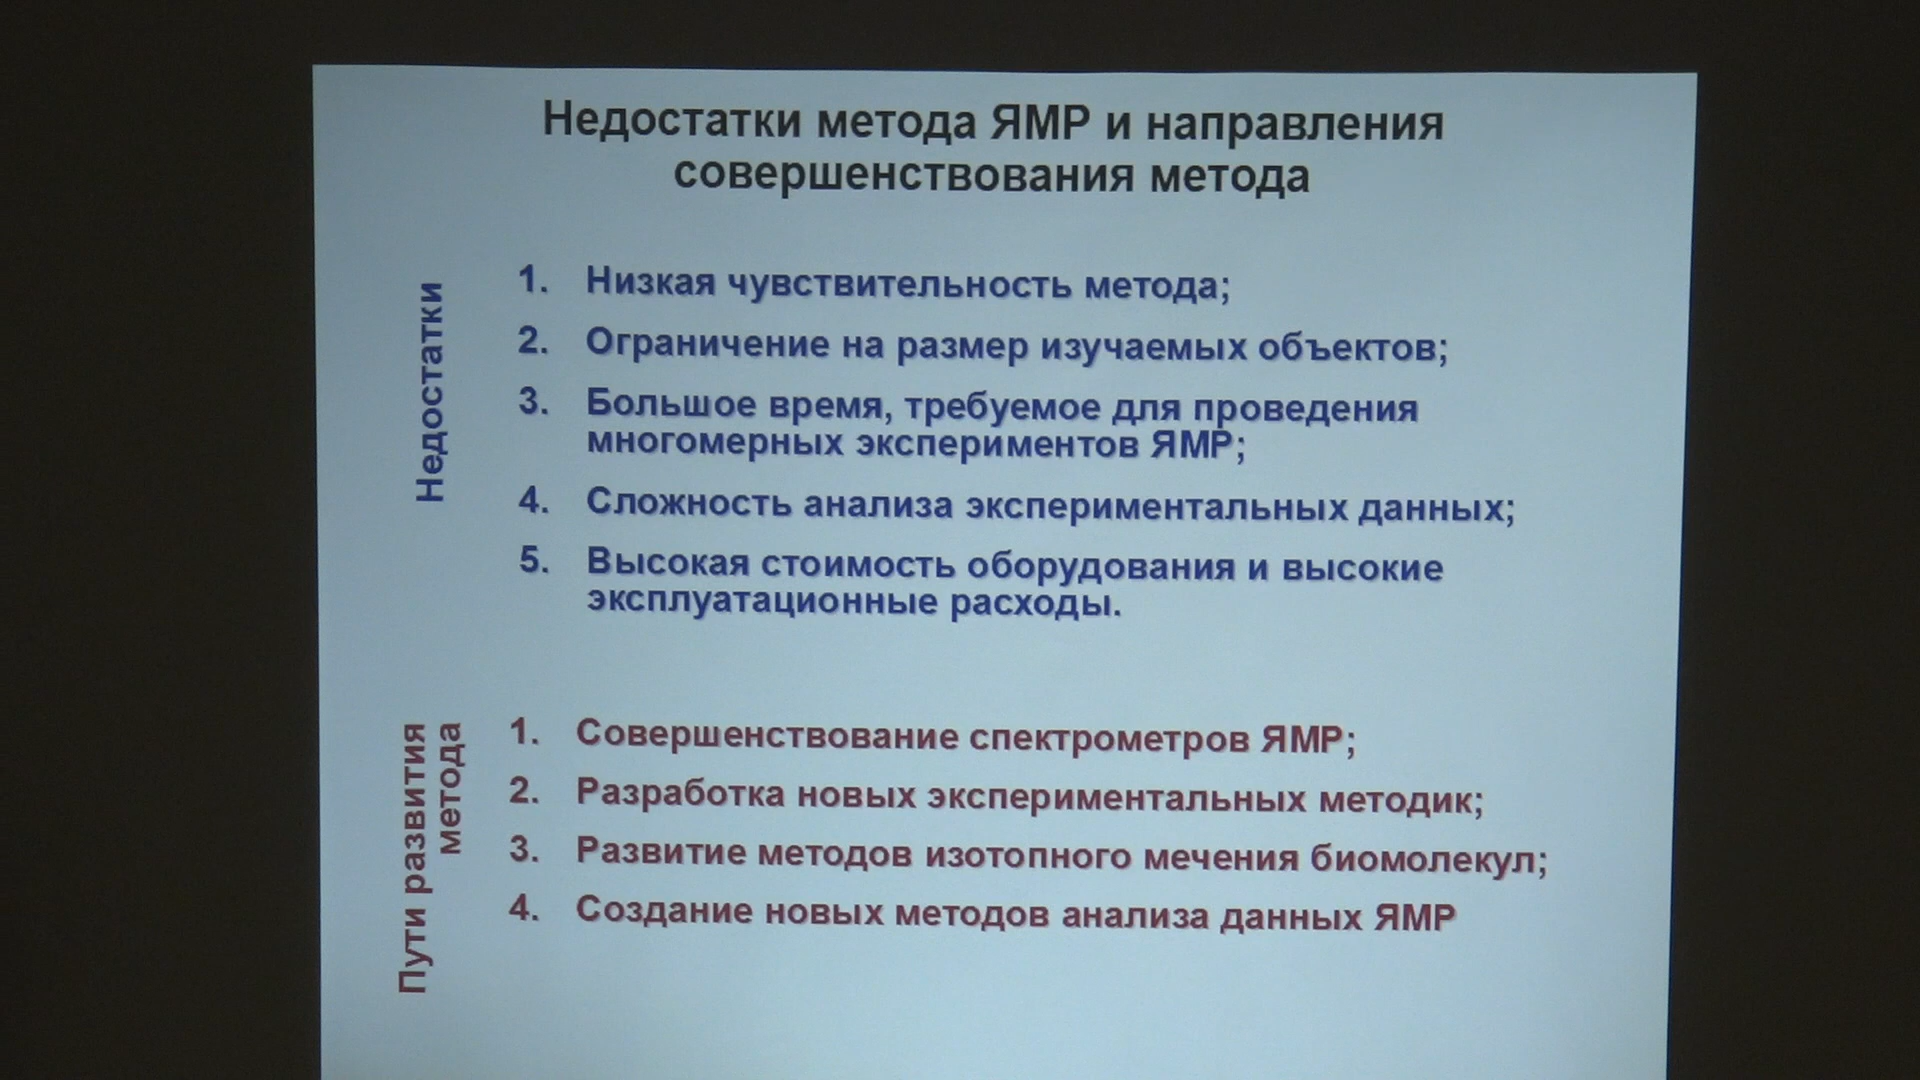 Недостатки метода ЯМР и направления
совершенствования метода
Недостатки
1. Низкая чувствительность метода;
2. Ограничение на размер изучаемых объектов;
3. Большое время, требуемое для проведения
многомерных экспериментов ЯМР;
4. Сложность анализа экспериментальных данных;
5. Высокая стоимость оборудования и высокие
эксплуатационные расходы.
Пути развития
метода
1. Совершенствование спектрометров ЯМР;
2. Разработка новых экспериментальных методик;
3. Развитие методов изотопного мечения биомолекул;
4. Создание новых методов анализа данных ЯМР